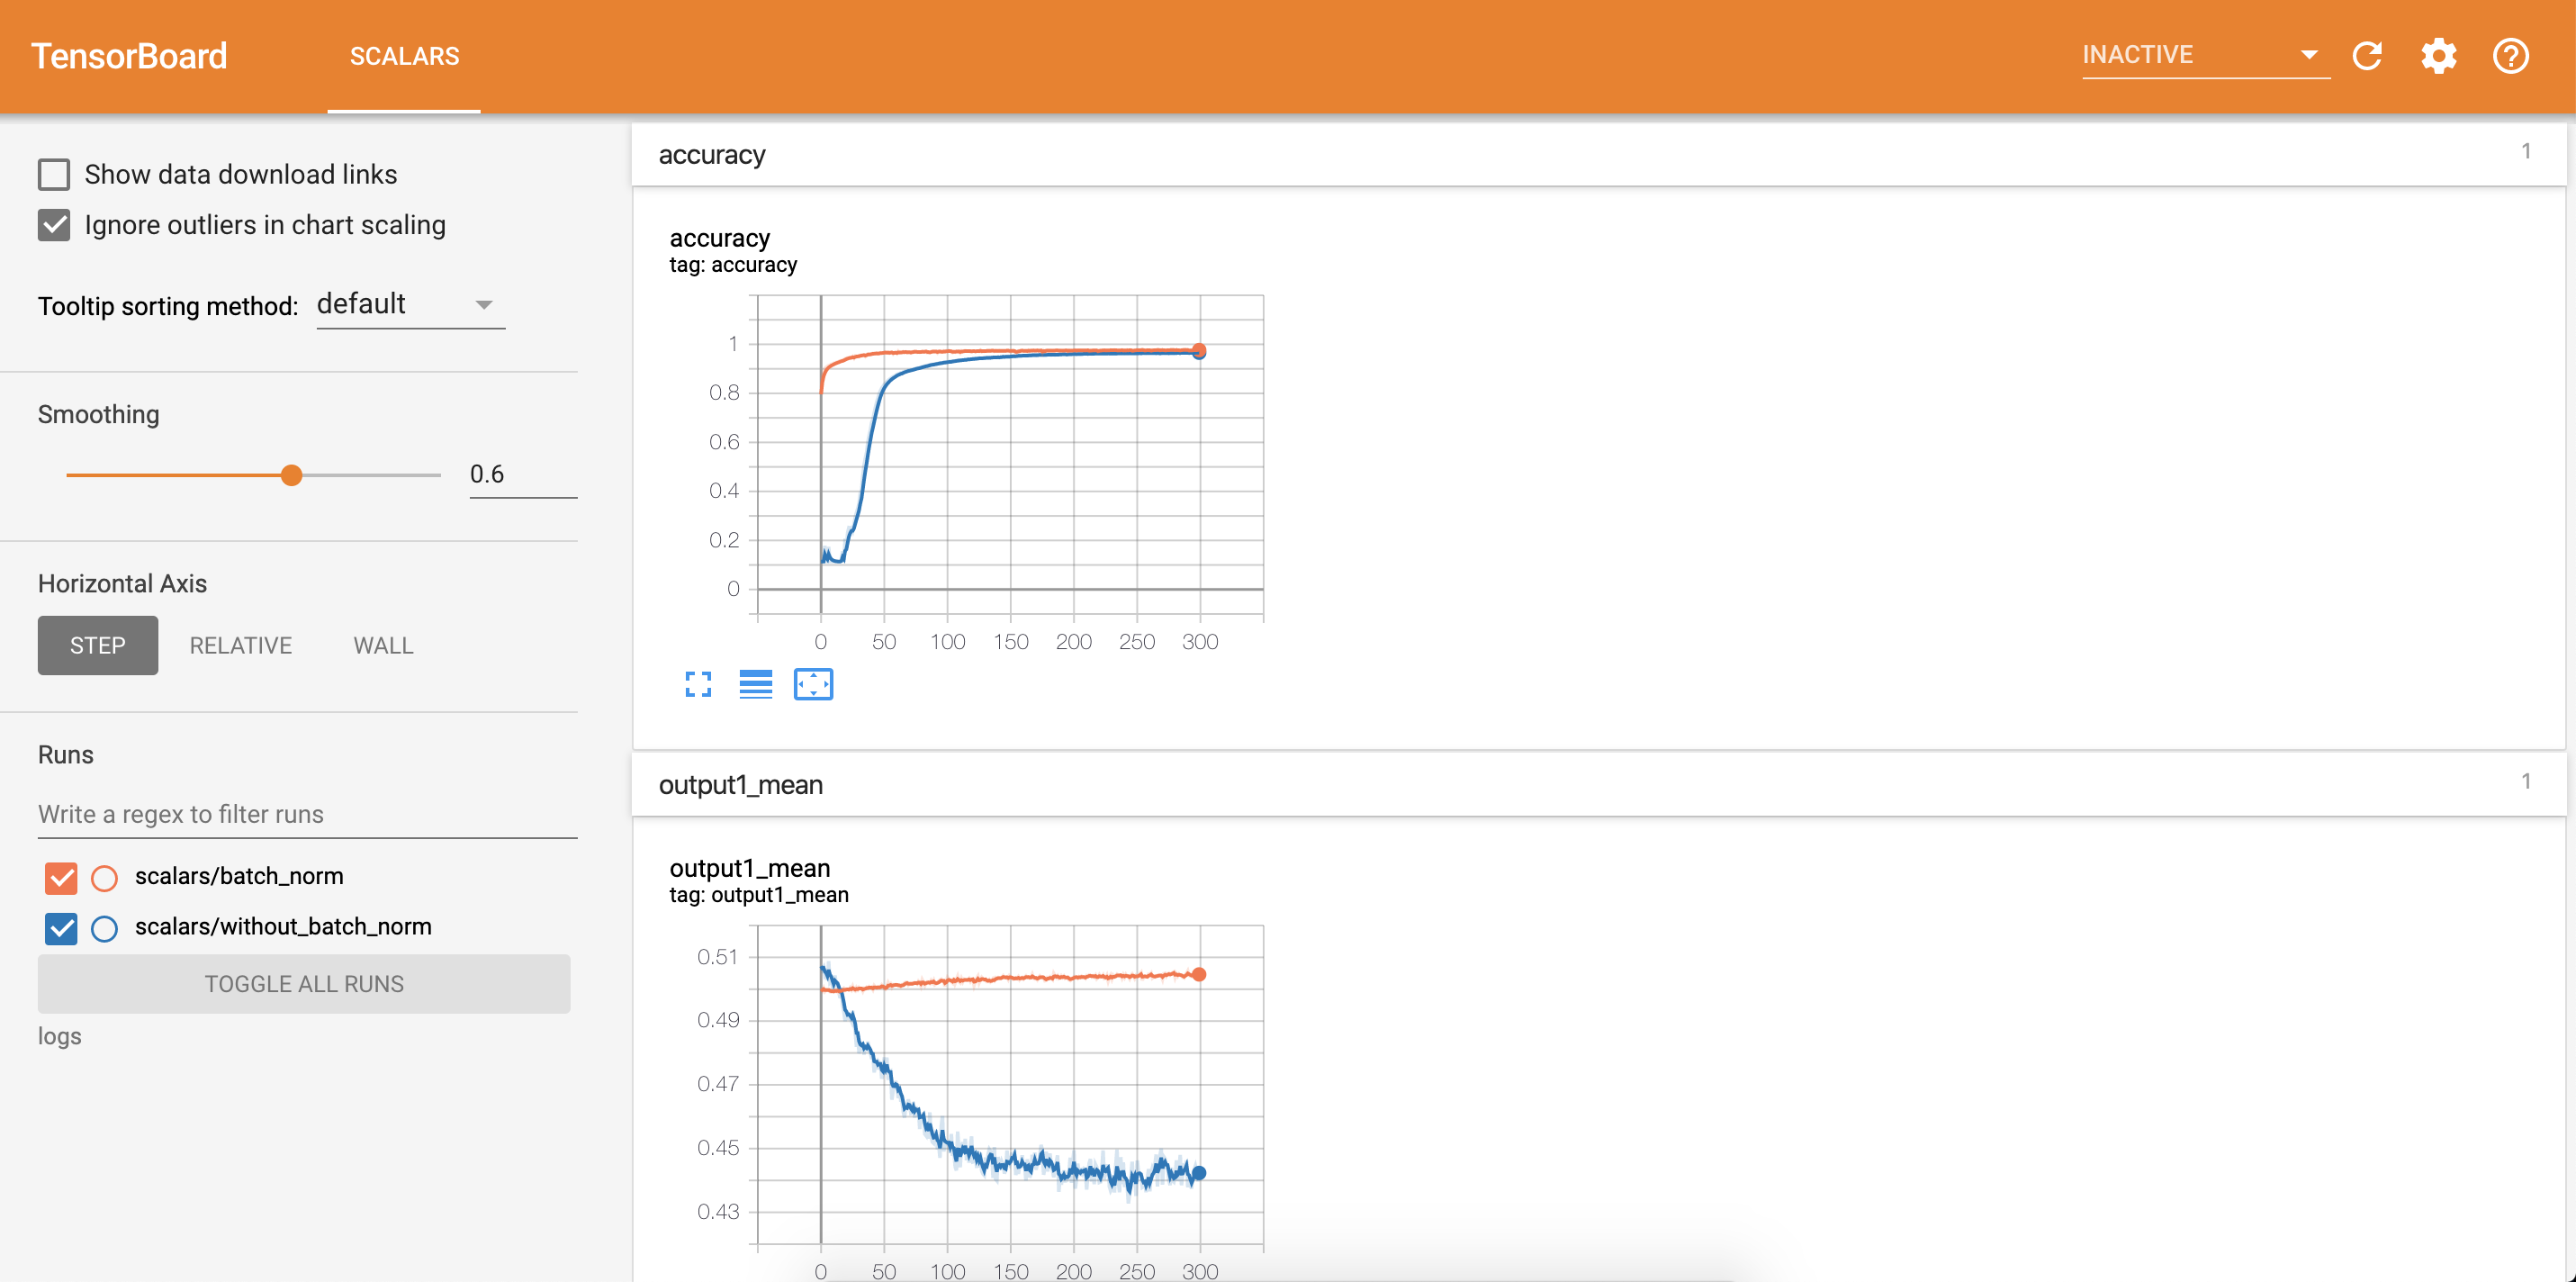 TensorBoard
SCALARS
INACTIVE
Show data download links
Ignore outliers in chart scaling
Tooltip sorting method: default
Smoothing
0.6
Horizontal Axis
STEP RELATIVE WALL
Runs
Write a regex to filter runs
scalars/batch_norm
scalars/without_batch_norm
TOGGLE ALL RUNS
logs
accuracy 1
accuracy
tag: accuracy
1
0.8
0.6
0.4
0.2
0
0 50 100 150 200 250 300
output1_mean 1
output1_mean
tag: output1_mean
0.51
0.49
0.47
0.45
0.43
0 50 100 150 200 250 300